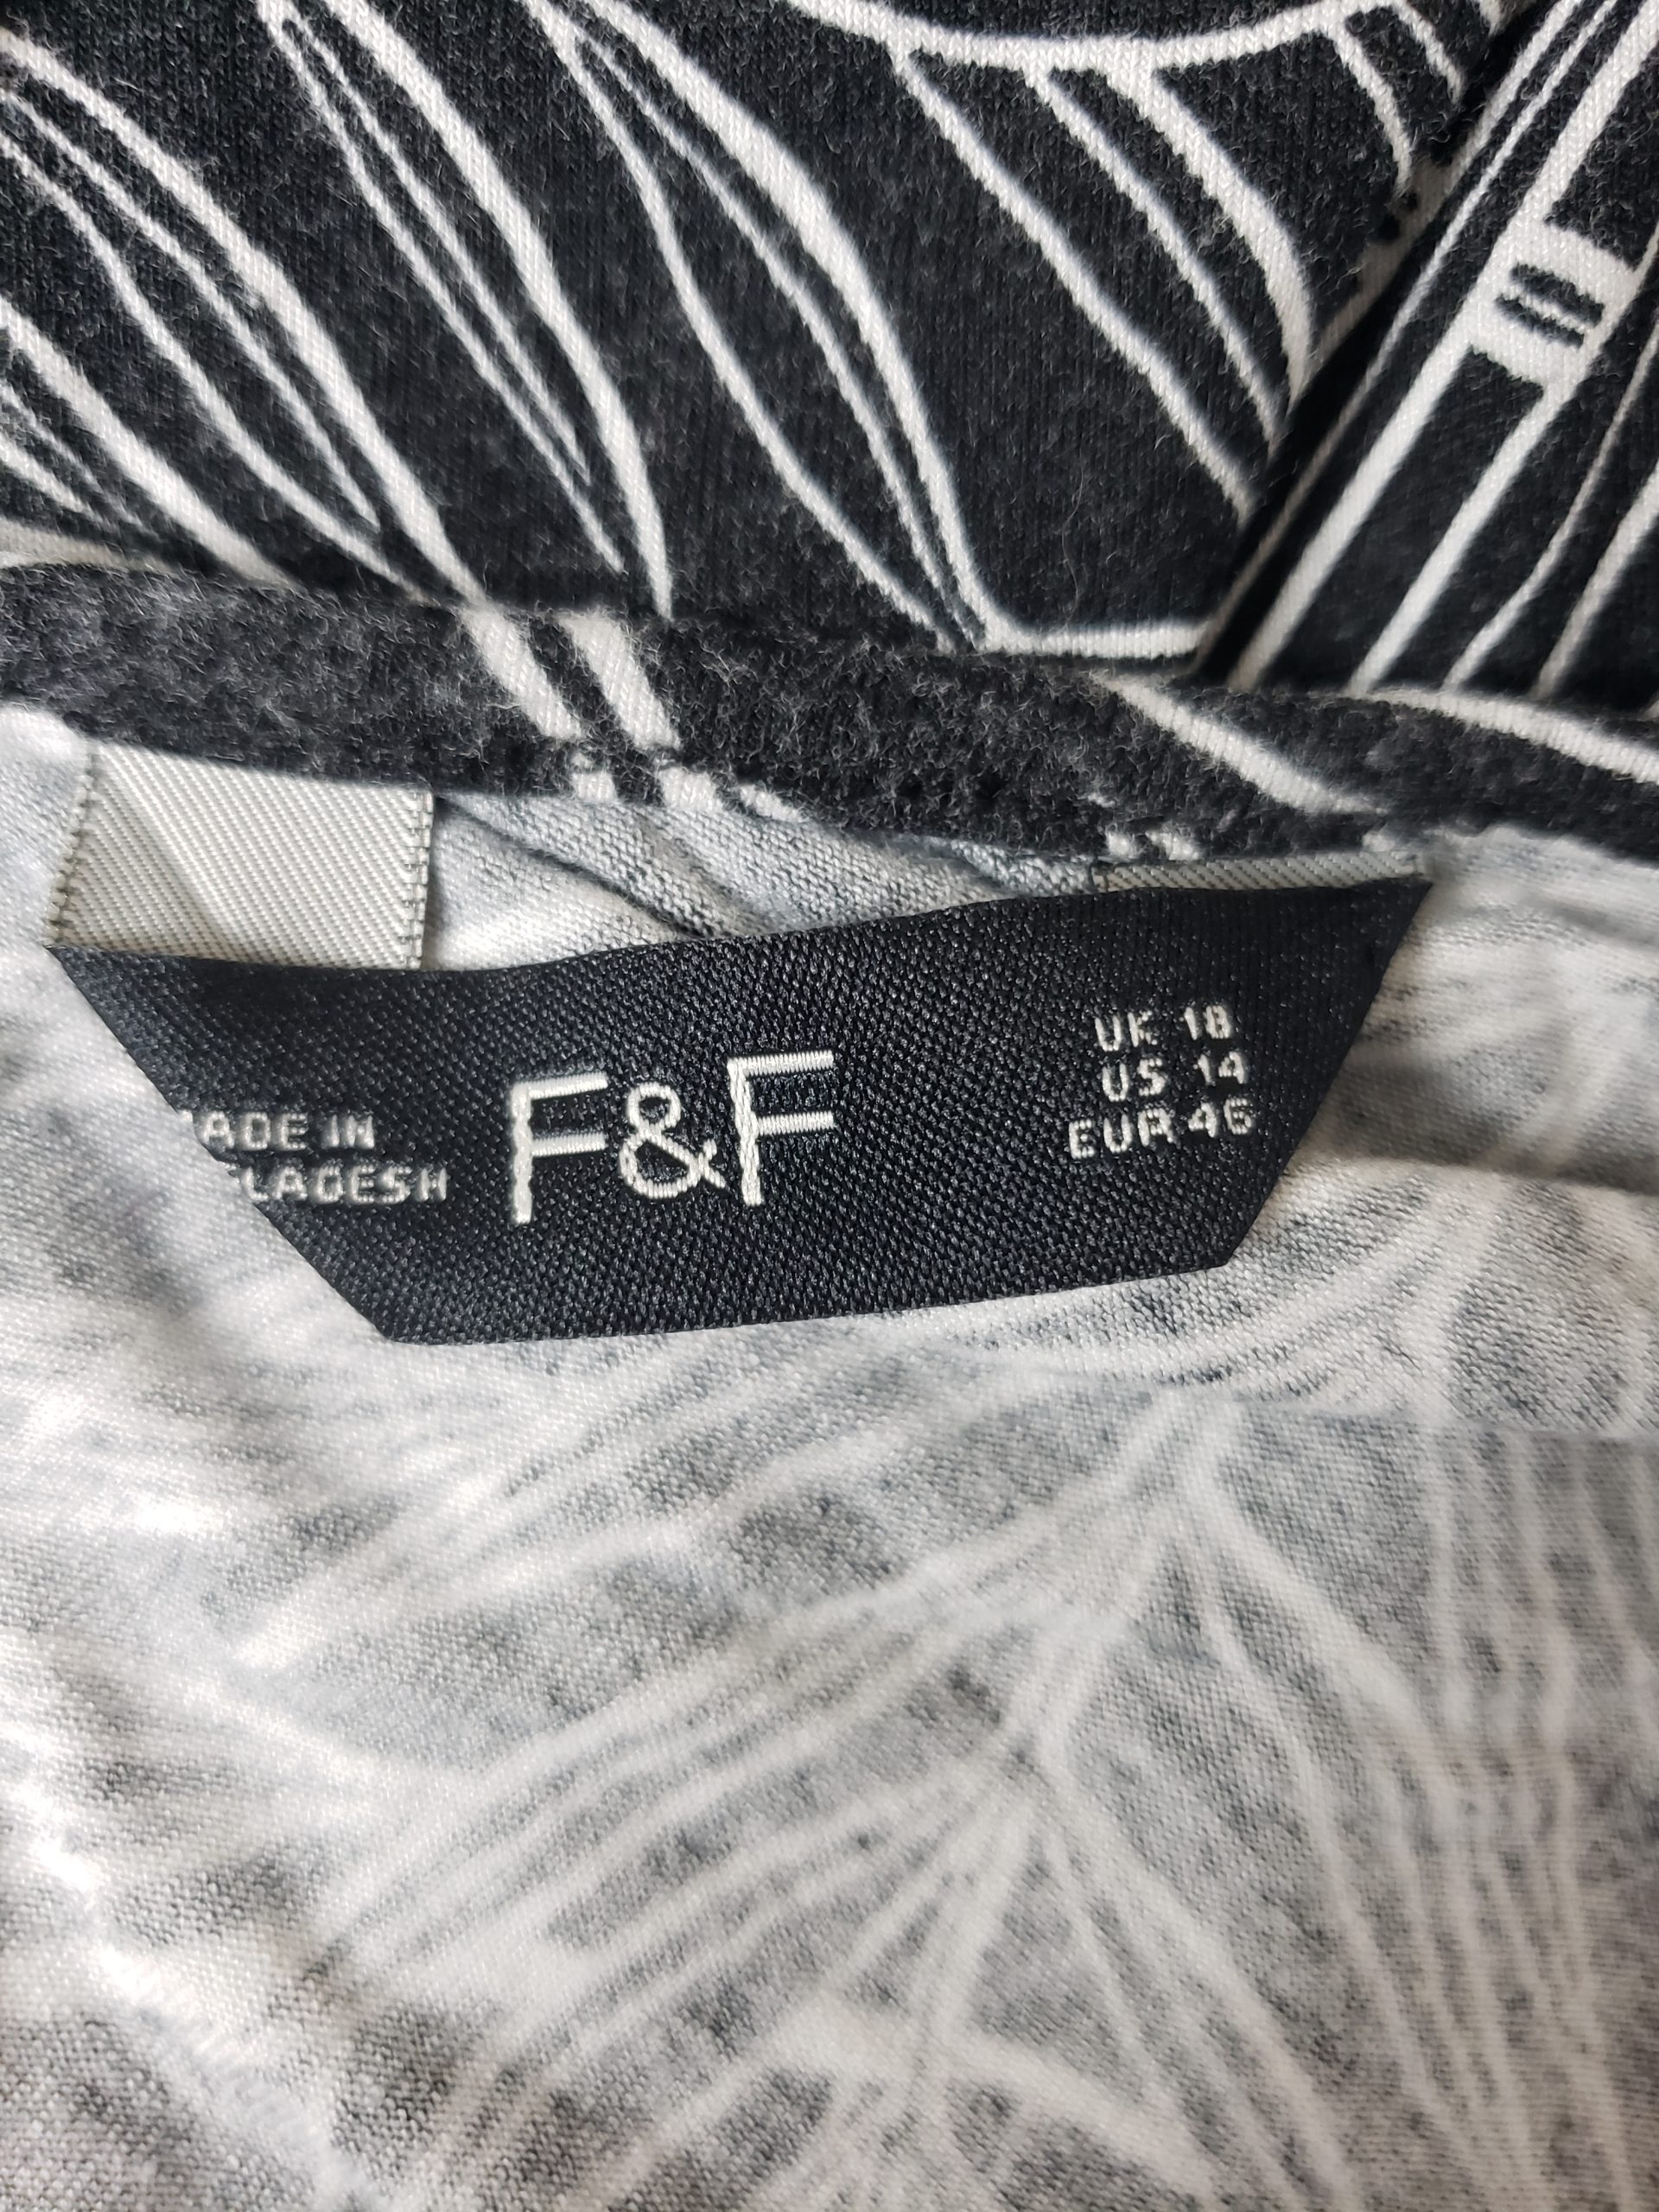 ADE IN
LADESH
F&F
UK 18
US 14
EUR 46